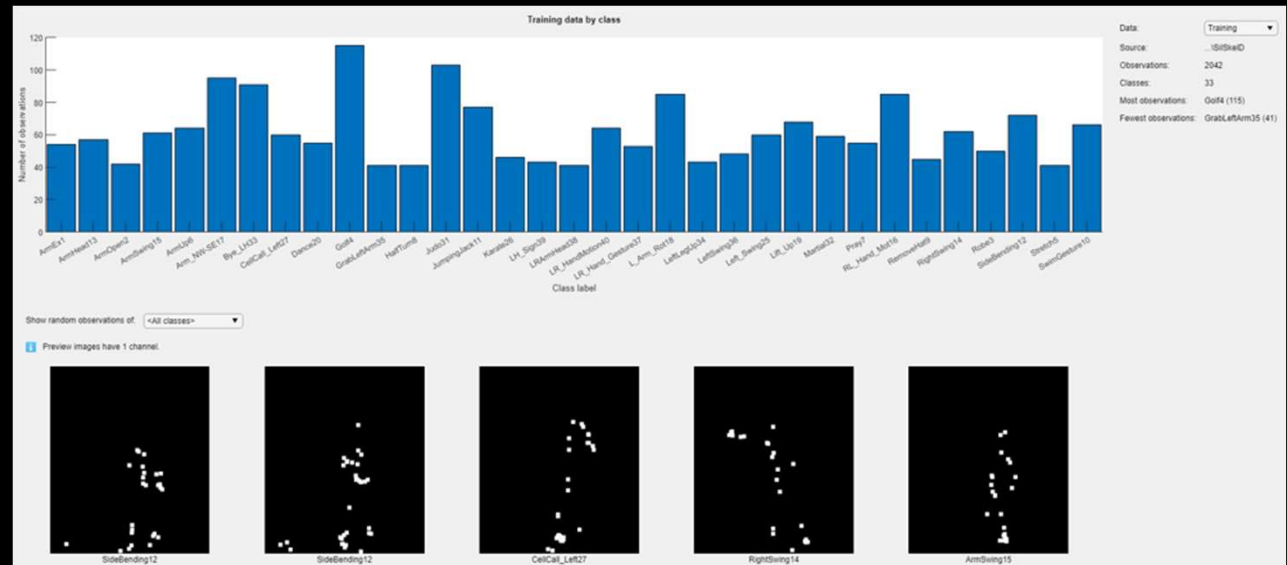 Training data by class
Data: Training
Source: ...\SilSkelD
Observations: 2042
Classes: 33
Most observations: Golf4 (115)
Fewest observations: GrabLeftArm35 (41)
120
100
80
60
40
20
0
Number of observations
ArmEx1
ArmHead13
ArmOpen2
ArmSwing15
ArmUp6
Arm_NW-SE17
Bye_LH33
CellCall_Left27
Dance20
Golf4
GrabLeftArm35
HalfTurn8
Judo31
JumpingJack11
Karate26
LH_Sign39
LRArmHead38
LR_HandMotion40
LR_Hand_Gesture37
L_Arm_Rot18
LeftLegUp34
LeftSwing36
Left_Swing25
Lift_Up19
Martial32
Pray7
RL_Hand_Mot16
RemoveHat9
RightSwing14
Robe3
SideBending12
Stretch5
SwimGesture10
Class label
Show random observations of: <All classes>
Preview images have 1 channel.
SideBending12
SideBending12
CellCall_Left27
RightSwing14
ArmSwing15